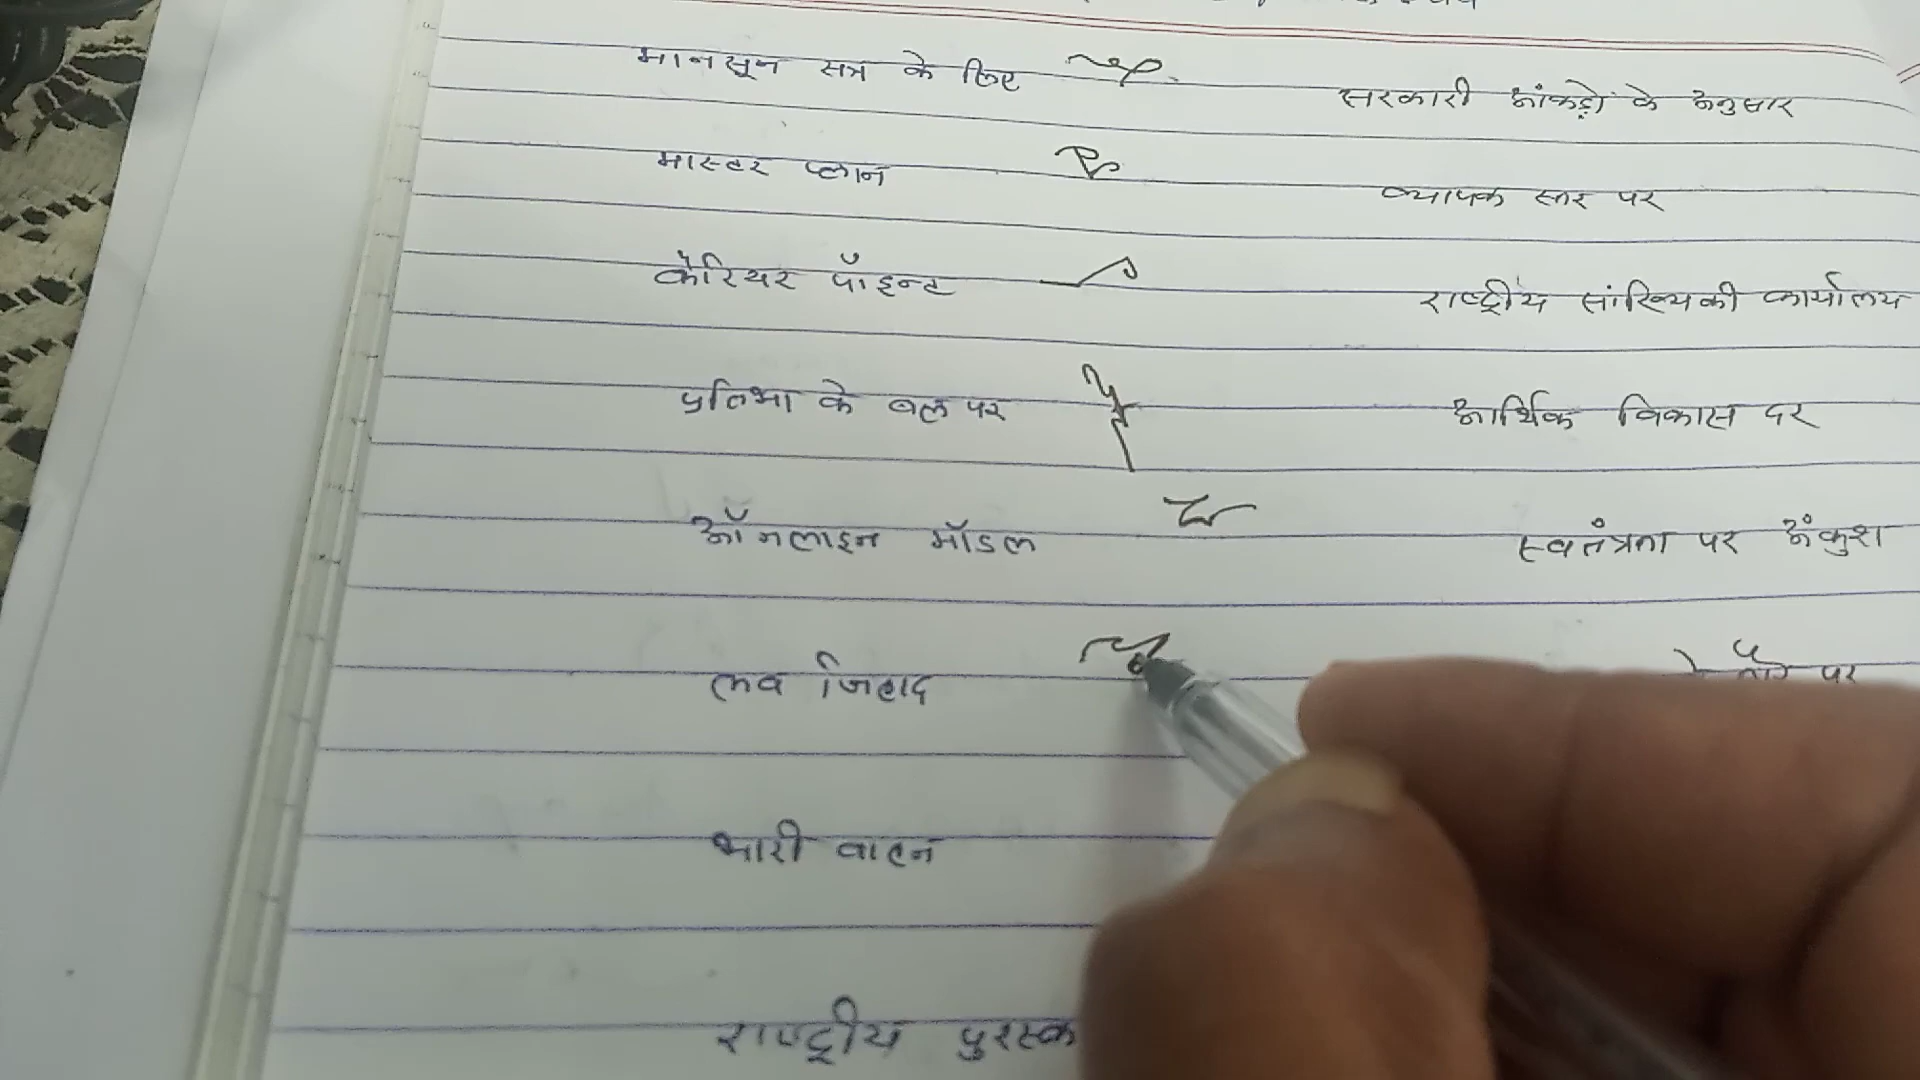 मानसून सत्र के लिए सरकारी आंकड़ों के अनुसार
मास्टर प्लान व्यापक स्तर पर
कैरियर पॉइन्ट राष्ट्रीय सांख्यिकी कार्यालय
प्रतिभा के बल पर आर्थिक विकास दर
ऑनलाइन मॉडल स्वतंत्रता पर अंकुश
लव जिहाद पर
भारी वाहन
राष्ट्रीय पुरस्क